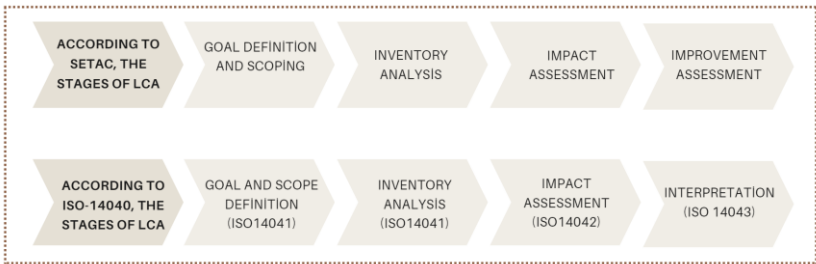 ACCORDING TO
SETAC, THE
STAGES OF LCA
GOAL DEFİNİTİON
AND SCOPİNG
INVENTORY
ANALYSİS
IMPACT
ASSESSMENT
IMPROVEMENT
ASSESSMENT
ACCORDING TO
ISO-14040, THE
STAGES OF LCA
GOAL AND SCOPE
DEFİNİTİON
(ISO14041)
INVENTORY
ANALYSİS
(ISO14041)
IMPACT
ASSESSMENT
(ISO14042)
INTERPRETATİON
(ISO 14043)